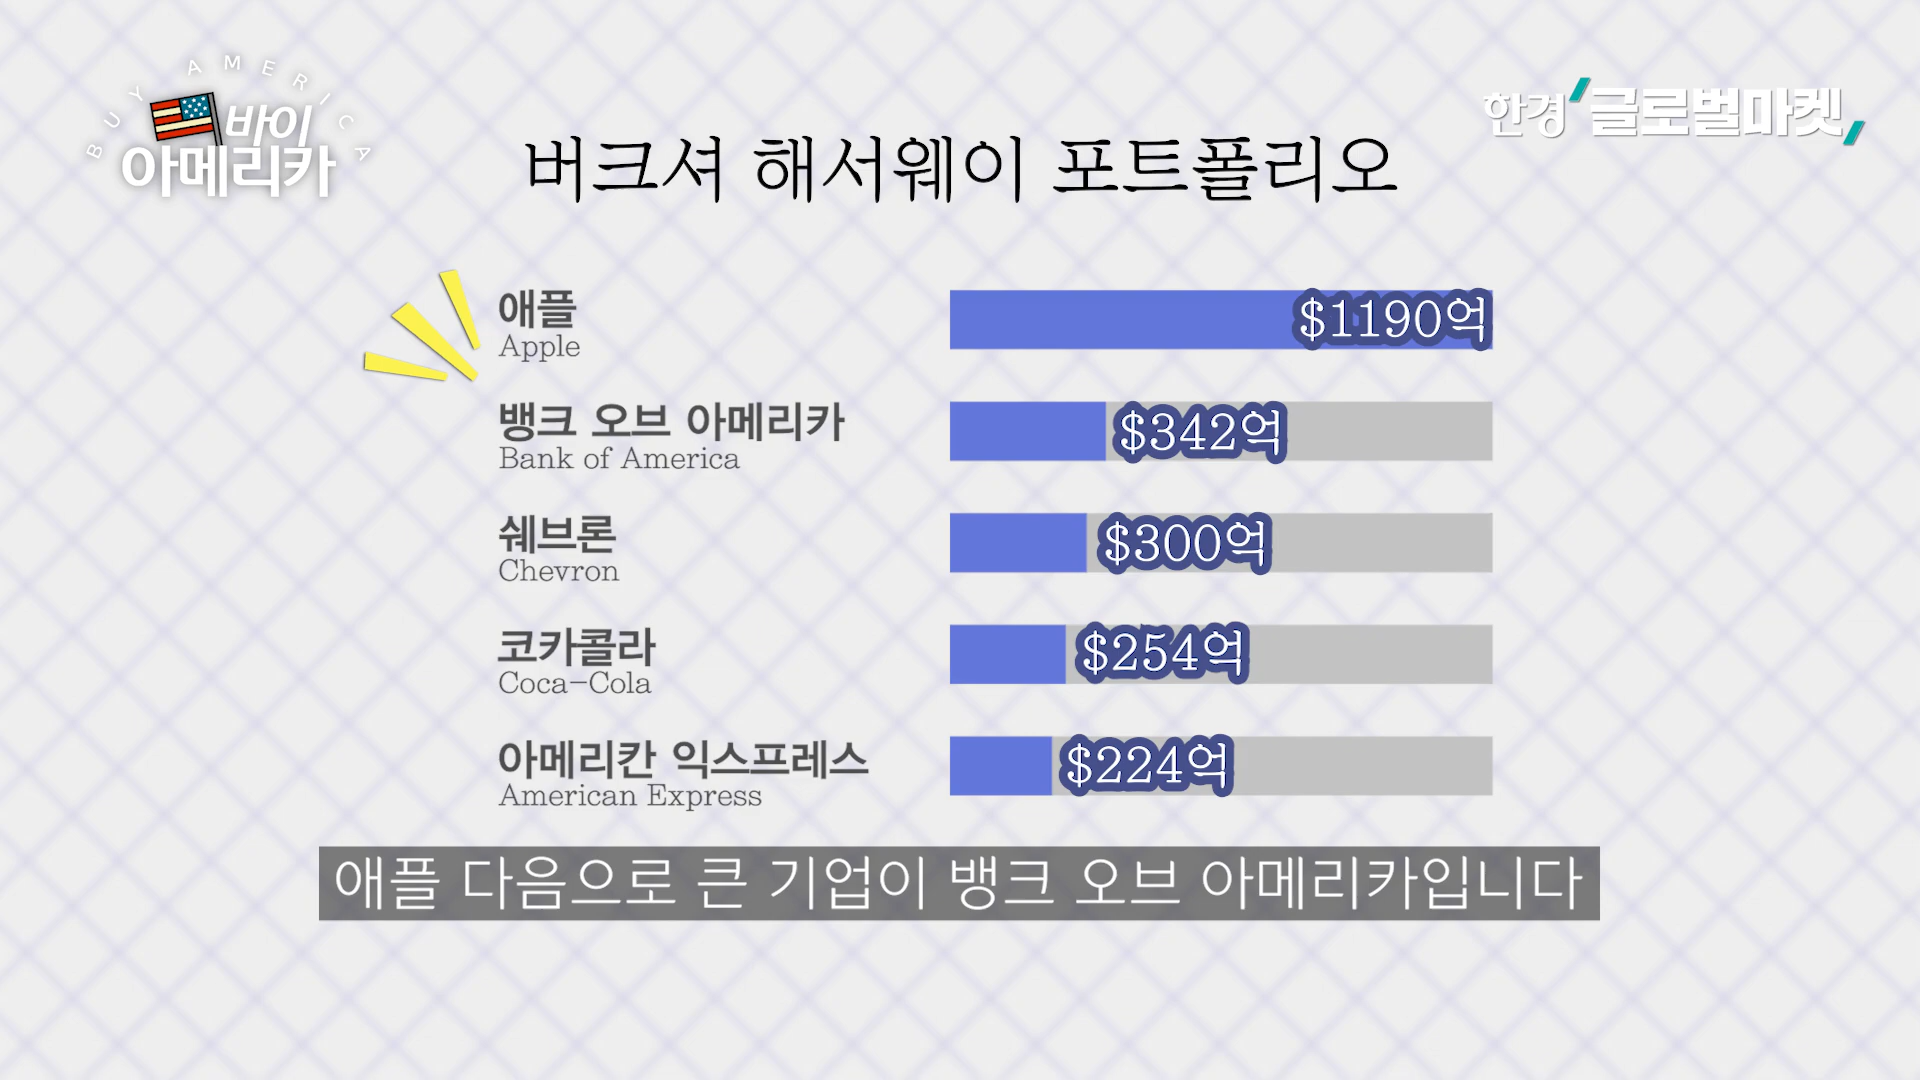 BUY AMERICA
바이
아메리카
한경 글로벌마켓
버크셔 해서웨이 포트폴리오
애플
Apple
$1190억
뱅크 오브 아메리카
Bank of America
$342억
쉐브론
Chevron
$300억
코카콜라
Coca-Cola
$254억
아메리칸 익스프레스
American Express
$224억
애플 다음으로 큰 기업이 뱅크 오브 아메리카입니다